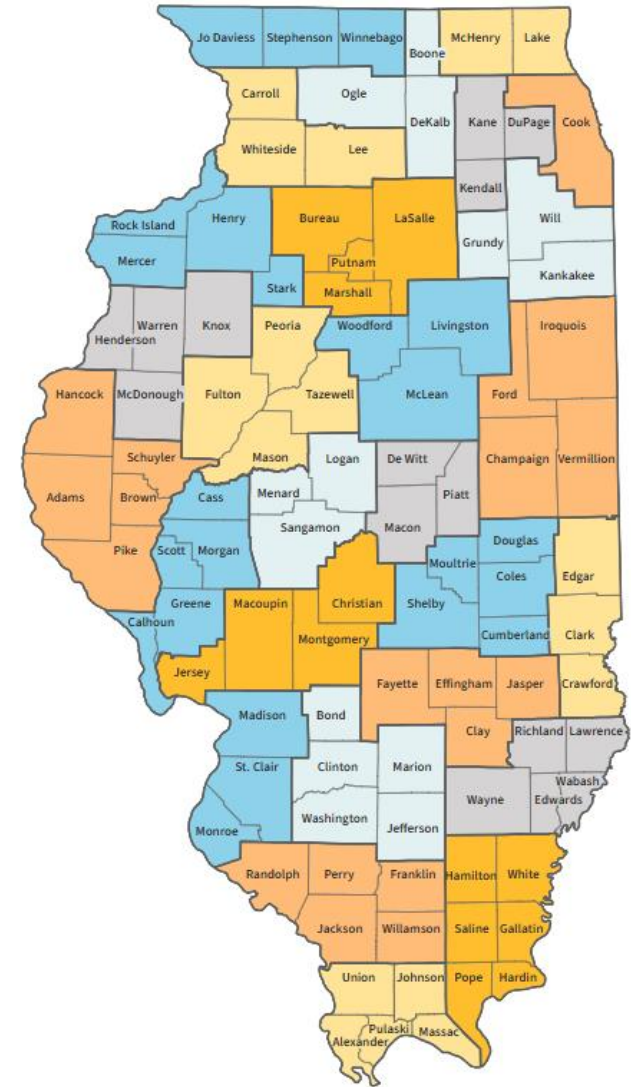 Jo Daviess Stephenson Winnebago Boone McHenry Lake
Carroll Ogle DeKalb Kane DuPage Cook
Whiteside Lee Kendall
Rock Island Henry Bureau LaSalle Grundy Will
Mercer Stark Putnam Kankakee
Marshall
Henderson Warren Knox Peoria Woodford Livingston Iroquois
Hancock McDonough Fulton Tazewell McLean Ford
Schuyler Mason Logan De Witt Champaign Vermillion
Adams Brown Cass Menard Piatt
Sangamon Macon
Pike Scott Morgan Moultrie Douglas
Coles Edgar
Calhoun Greene Macoupin Christian Shelby
Montgomery Cumberland Clark
Jersey Fayette Effingham Jasper Crawford
Madison Bond Clay Richland Lawrence
St. Clair Clinton Marion Wabash
Monroe Washington Jefferson Wayne Edwards
Randolph Perry Franklin Hamilton White
Jackson Willamson Saline Gallatin
Union Johnson Pope Hardin
Pulaski Massac
Alexander